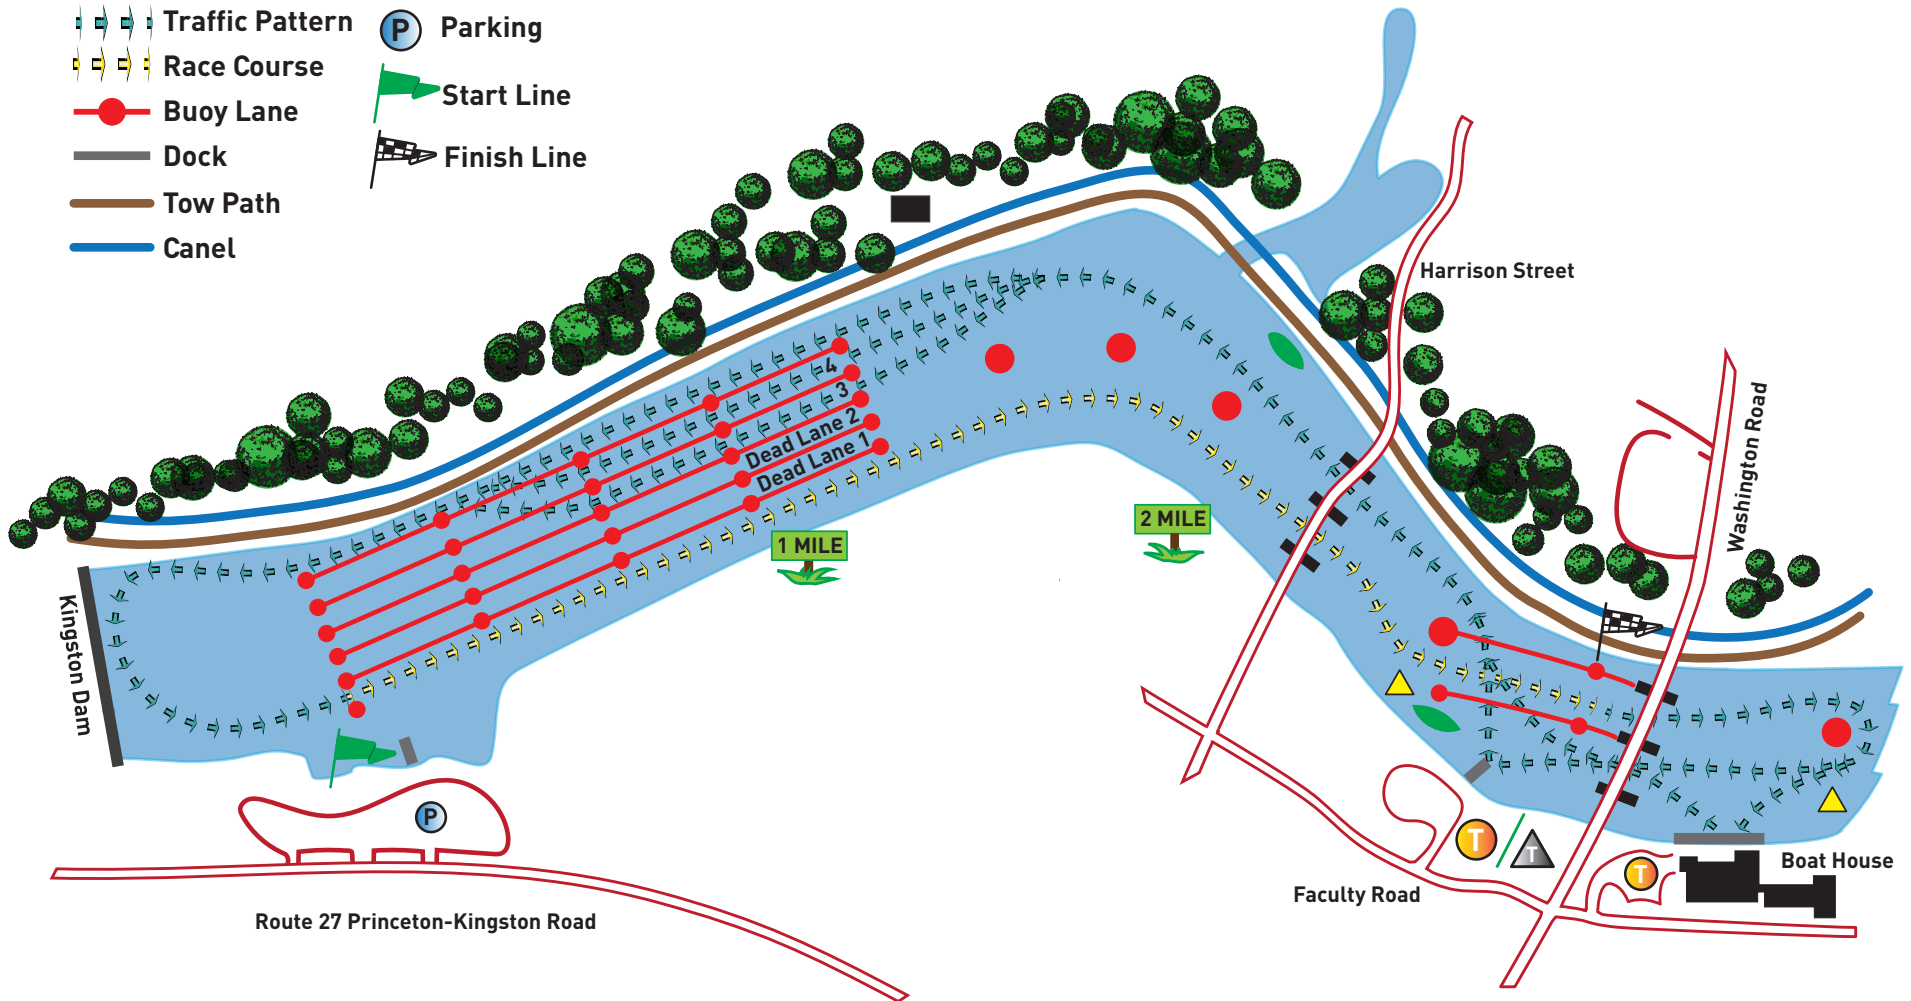 Traffic Pattern
Race Course
Buoy Lane
Dock
Tow Path
Canel
P
Parking
Start Line
Finish Line
Harrison Street
Washington Road
4
3
Dead Lane 2
Dead Lane 1
1 MILE
2 MILE
Kingston Dam
P
Route 27 Princeton-Kingston Road
T
T
T
Boat House
Faculty Road